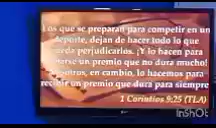 Los que se preparan para competir en un
deporte, dejan de hacer todo lo que
pueda perjudicarlos. ¡Y lo hacen para
un premio que no dura mucho!
en cambio, lo hacemos para
recibir un premio que dura para siempre
1 Corintios 9:25 (TLA)
InShOt